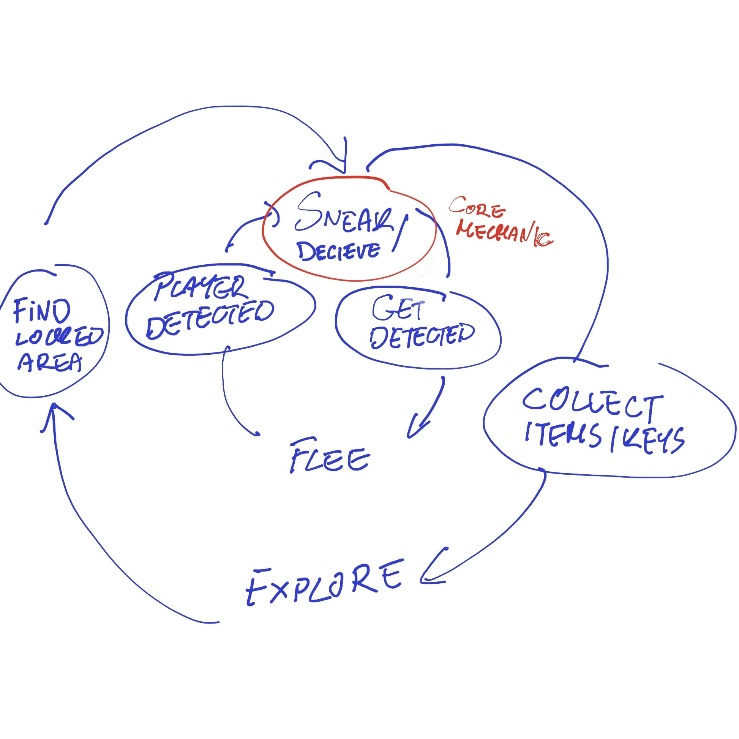 SNEAK /
DECIEVE
CORE
MECHANIC
PLAYER
DETECTED
GET
DETECTED
FIND
LOCKED
AREA
COLLECT
ITEMS/KEYS
FLEE
EXPLORE